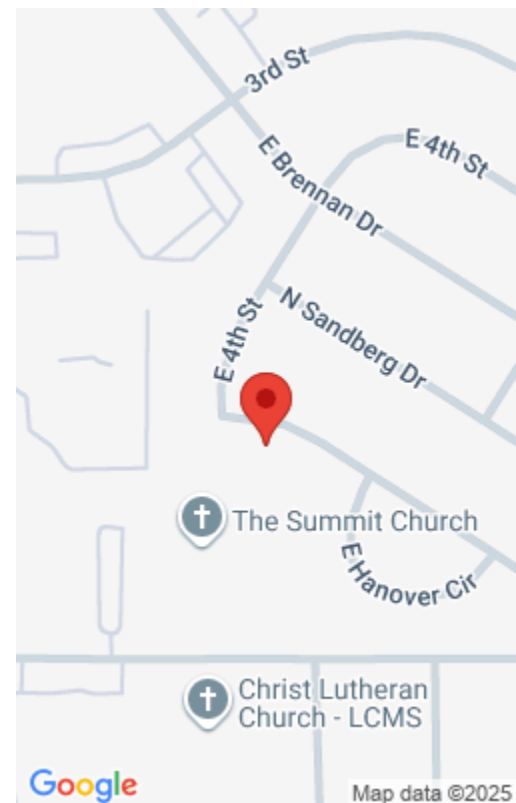 3rd St
E 4th St
E Brennan Dr
N Sandberg Dr
E 4th St
The Summit Church
E Hanover Cir
Christ Lutheran
Church - LCMS
Google
Map data ©2025